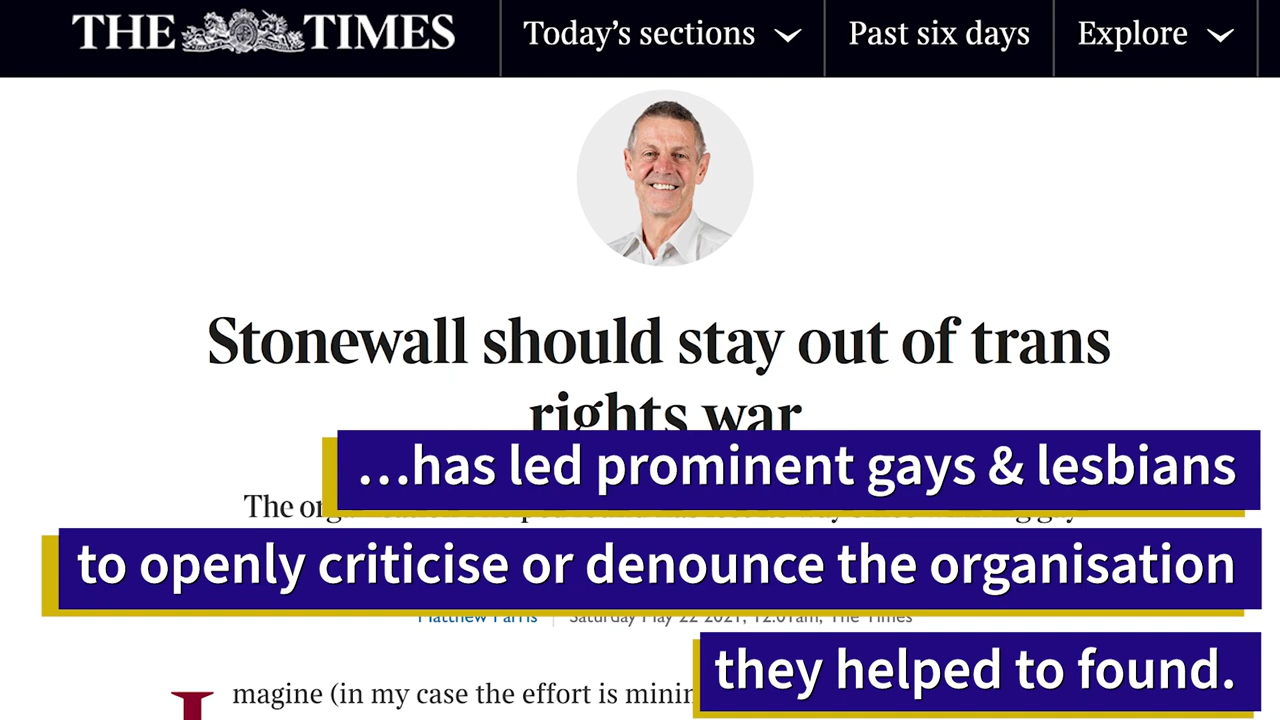 THE TIMES
Today's sections
Past six days
Explore
Stonewall should stay out of trans
rights war
…has led prominent gays & lesbians
The
to openly criticise or denounce the organisation
Matthew Parris Saturday May 22 2021, 12.01am, The Times
they helped to found.
I magine (in my case the effort is